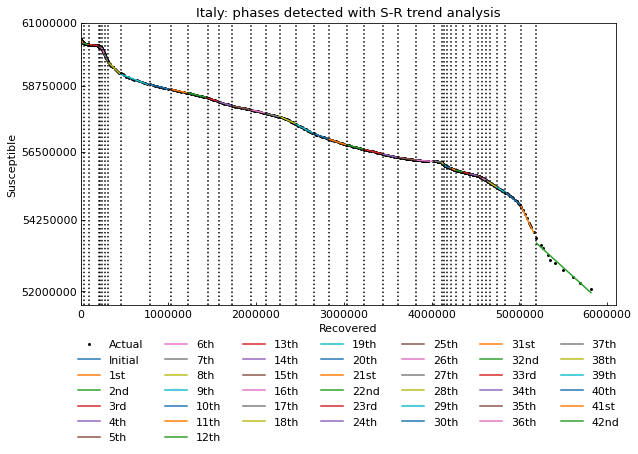 Italy: phases detected with S-R trend analysis
61000000
58750000
56500000
54250000
52000000
Susceptible
0 1000000 2000000 3000000 4000000 5000000 6000000
Recovered
Actual 6th 13th 19th 25th 31st 37th
Initial 7th 14th 20th 26th 32nd 38th
1st 8th 15th 21st 27th 33rd 39th
2nd 9th 16th 22nd 28th 34th 40th
3rd 10th 17th 23rd 29th 35th 41st
4th 11th 18th 24th 30th 36th 42nd
5th 12th